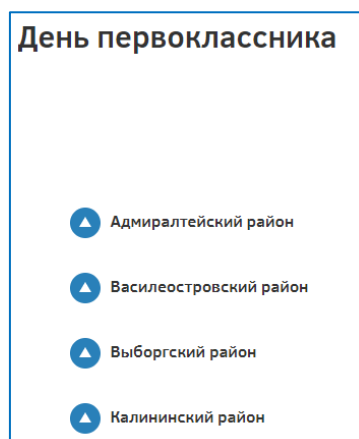 День первоклассника
Адмиралтейский район
Василеостровский район
Выборгский район
Калининский район